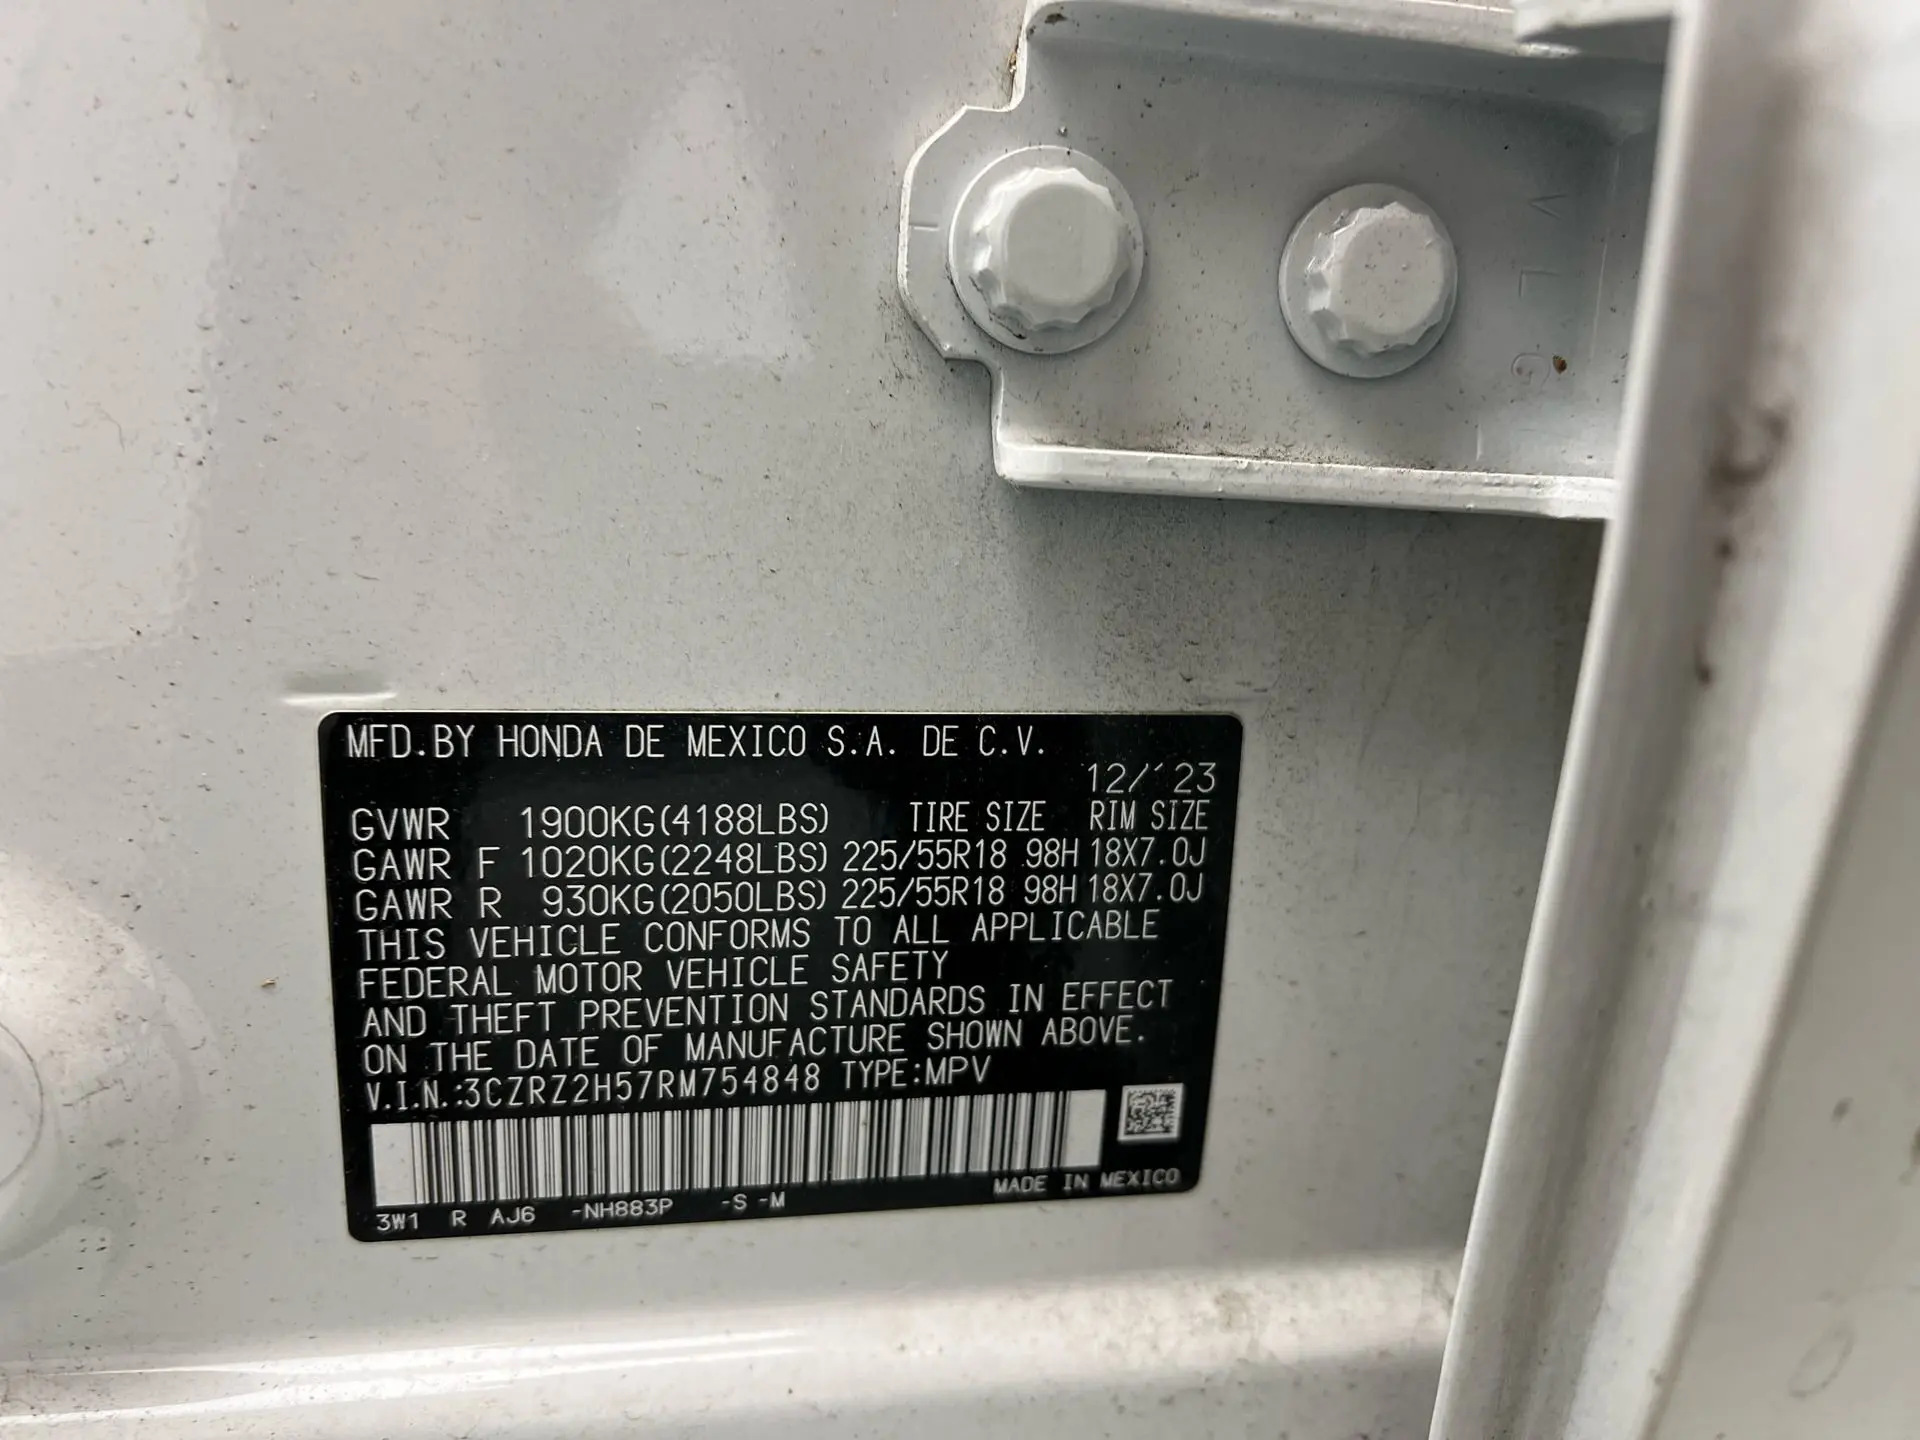 V L G
MFD.BY HONDA DE MEXICO S.A. DE C.V.
12/'23
GVWR 1900KG(4188LBS) TIRE SIZE RIM SIZE
GAWR F 1020KG(2248LBS) 225/55R18 98H 18X7.0J
GAWR R 930KG(2050LBS) 225/55R18 98H 18X7.0J
THIS VEHICLE CONFORMS TO ALL APPLICABLE
FEDERAL MOTOR VEHICLE SAFETY
AND THEFT PREVENTION STANDARDS IN EFFECT
ON THE DATE OF MANUFACTURE SHOWN ABOVE.
V.I.N.:3CZRZ2H57RM754848 TYPE:MPV
MADE IN MEXICO
3W1 R AJ6 -NH883P -S -M